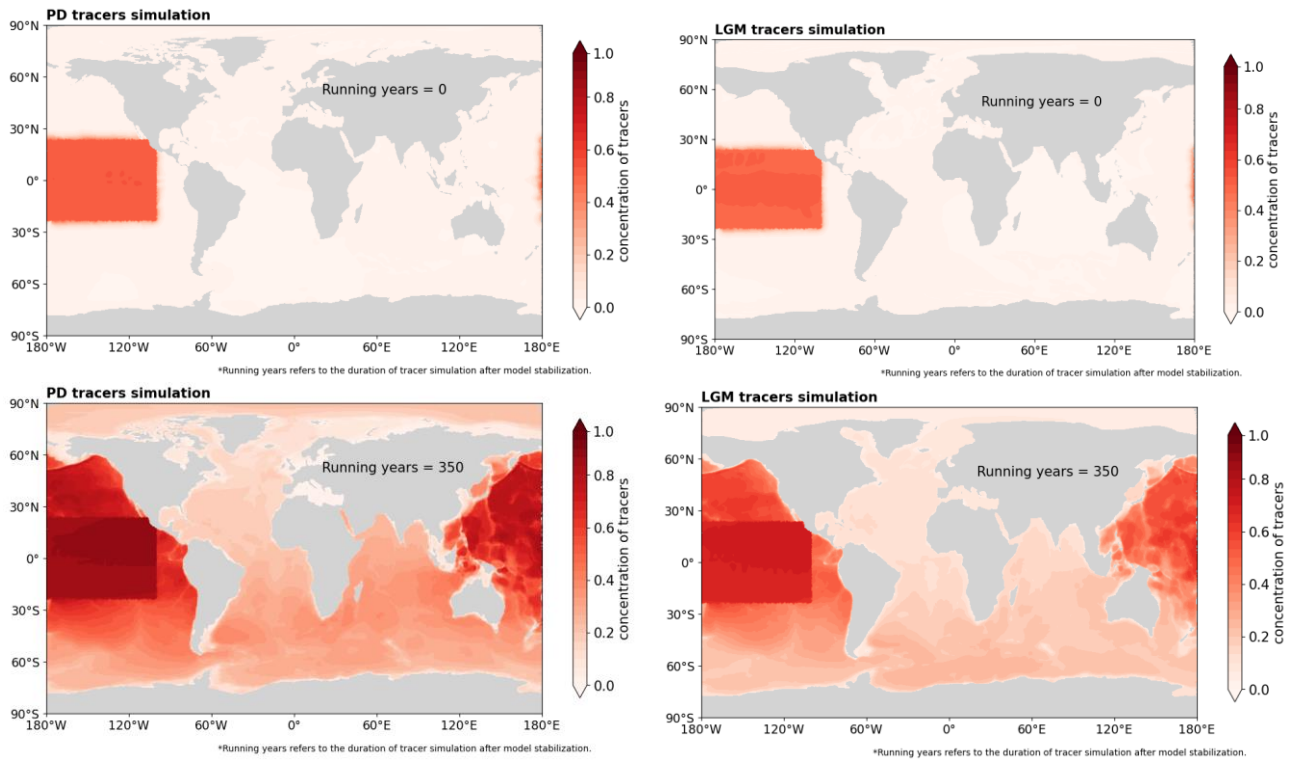 PD tracers simulation
90°N
60°N
30°N
0°
30°S
60°S
90°S
180°W
120°W
60°W
0°
60°E
120°E
180°E
Running years = 0
1.0
0.8
0.6
0.4
0.2
0.0
concentration of tracers
*Running years refers to the duration of tracer simulation after model stabilization.
LGM tracers simulation
90°N
60°N
30°N
0°
30°S
60°S
90°S
180°W
120°W
60°W
0°
60°E
120°E
180°E
Running years = 0
1.0
0.8
0.6
0.4
0.2
0.0
concentration of tracers
*Running years refers to the duration of tracer simulation after model stabilization.
PD tracers simulation
90°N
60°N
30°N
0°
30°S
60°S
90°S
180°W
120°W
60°W
0°
60°E
120°E
180°E
Running years = 350
1.0
0.8
0.6
0.4
0.2
0.0
concentration of tracers
*Running years refers to the duration of tracer simulation after model stabilization.
LGM tracers simulation
90°N
60°N
30°N
0°
30°S
60°S
90°S
180°W
120°W
60°W
0°
60°E
120°E
180°E
Running years = 350
1.0
0.8
0.6
0.4
0.2
0.0
concentration of tracers
*Running years refers to the duration of tracer simulation after model stabilization.